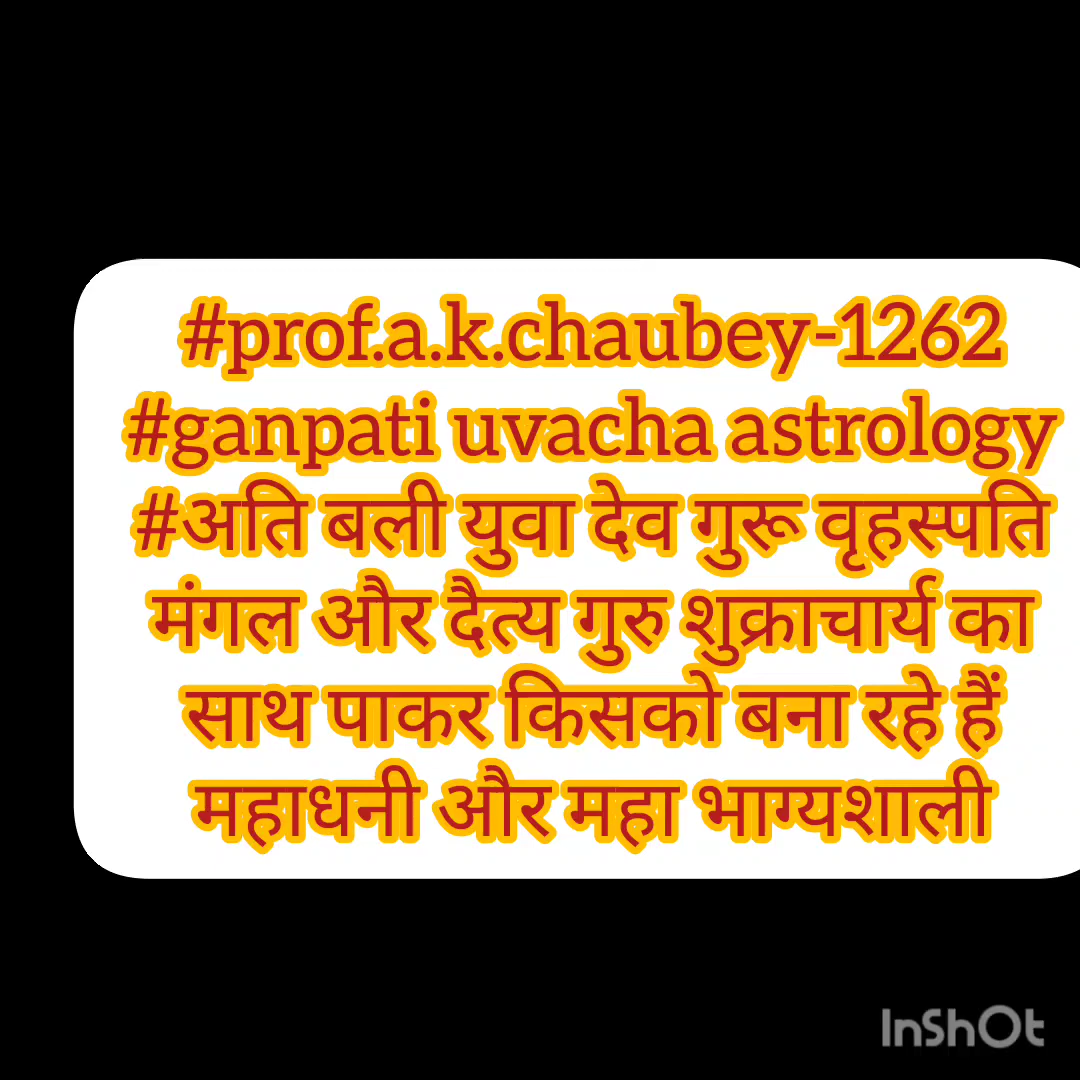 #prof.a.k.chaubey-1262
#ganpati uvacha astrology
#अति बली युवा देव गुरू वृहस्पति
मंगल और दैत्य गुरु शुक्राचार्य का
साथ पाकर किसको बना रहे हैं
महाधनी और महा भाग्यशाली
InShOt